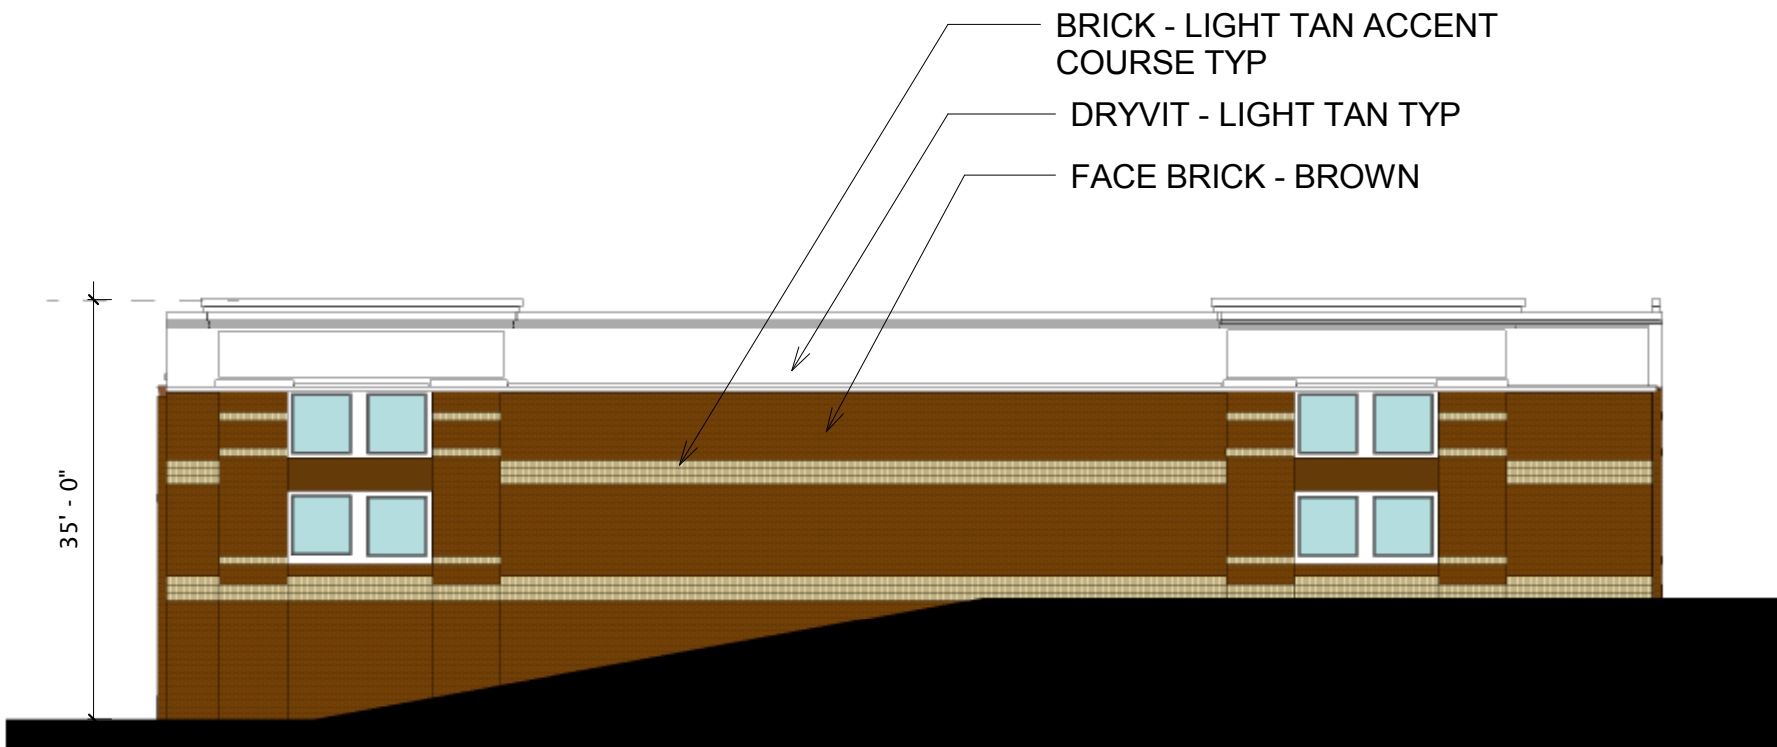 BRICK - LIGHT TAN ACCENT
COURSE TYP
DRYVIT - LIGHT TAN TYP
FACE BRICK - BROWN
35' - 0"